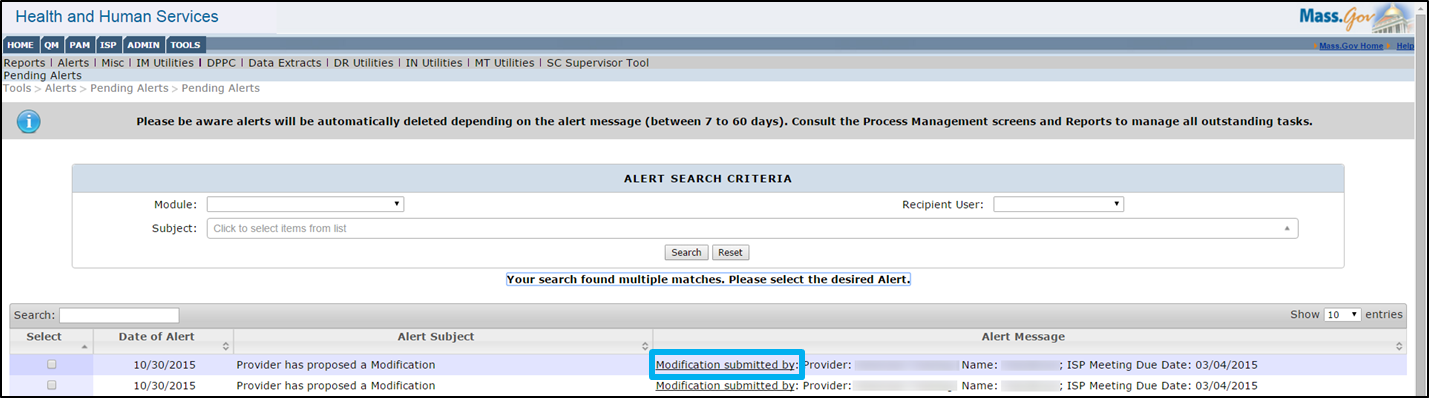 Health and Human Services
Mass.Gov
HOME QM PAM ISP ADMIN TOOLS
Mass.Gov Home Help
Reports | Alerts | Misc | IM Utilities | DPPC | Data Extracts | DR Utilities | IN Utilities | MT Utilities | SC Supervisor Tool
Pending Alerts
Tools > Alerts > Pending Alerts > Pending Alerts
Please be aware alerts will be automatically deleted depending on the alert message (between 7 to 60 days). Consult the Process Management screens and Reports to manage all outstanding tasks.
ALERT SEARCH CRITERIA
Module: Recipient User:
Subject: Click to select items from list
Search Reset
Your search found multiple matches. Please select the desired Alert.
Search: Show 10 entries
Select Date of Alert Alert Subject Alert Message
10/30/2015 Provider has proposed a Modification Modification submitted by: Provider: Name: ; ISP Meeting Due Date: 03/04/2015
10/30/2015 Provider has proposed a Modification Modification submitted by: Provider: Name: ; ISP Meeting Due Date: 03/04/2015